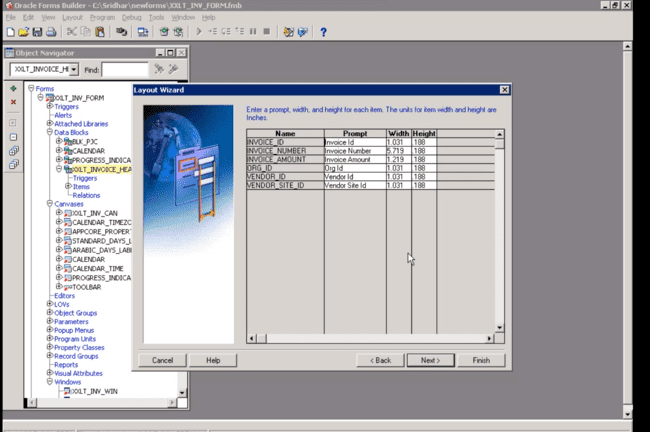 Oracle Forms Builder - C:\Sridhar\newforms\XXLT_INV_FORM.fmb
File Edit View Layout Program Debug Tools Window Help
Object Navigator
XXLT_INVOICE_HE
Find:
Forms
XXLT_INV_FORM
Triggers
Alerts
Attached Libraries
Data Blocks
BLK_PJC
CALENDAR
PROGRESS_INDICA
XXLT_INVOICE_HEA
Triggers
Items
Relations
Canvases
XXLT_INV_CAN
CALENDAR_TIMEZO
APPCORE_PROPER
STANDARD_DAYS_L
ARABIC_DAYS_LAB
CALENDAR
CALENDAR_TIME
PROGRESS_INDICA
TOOLBAR
Editors
LOVs
Object Groups
Parameters
Popup Menus
Program Units
Property Classes
Record Groups
Reports
Visual Attributes
Windows
XXLT_INV_WIN
Layout Wizard
Enter a prompt, width, and height for each item. The units for item width and height are
Inches.
Name Prompt Width Height
INVOICE_ID Invoice Id 1.031 .188
INVOICE_NUMBER Invoice Number 5.719 .188
INVOICE_AMOUNT Invoice Amount 1.219 .188
ORG_ID Org Id 1.031 .188
VENDOR_ID Vendor Id 1.031 .188
VENDOR_SITE_ID Vendor Site Id 1.031 .188
Cancel Help < Back Next > Finish